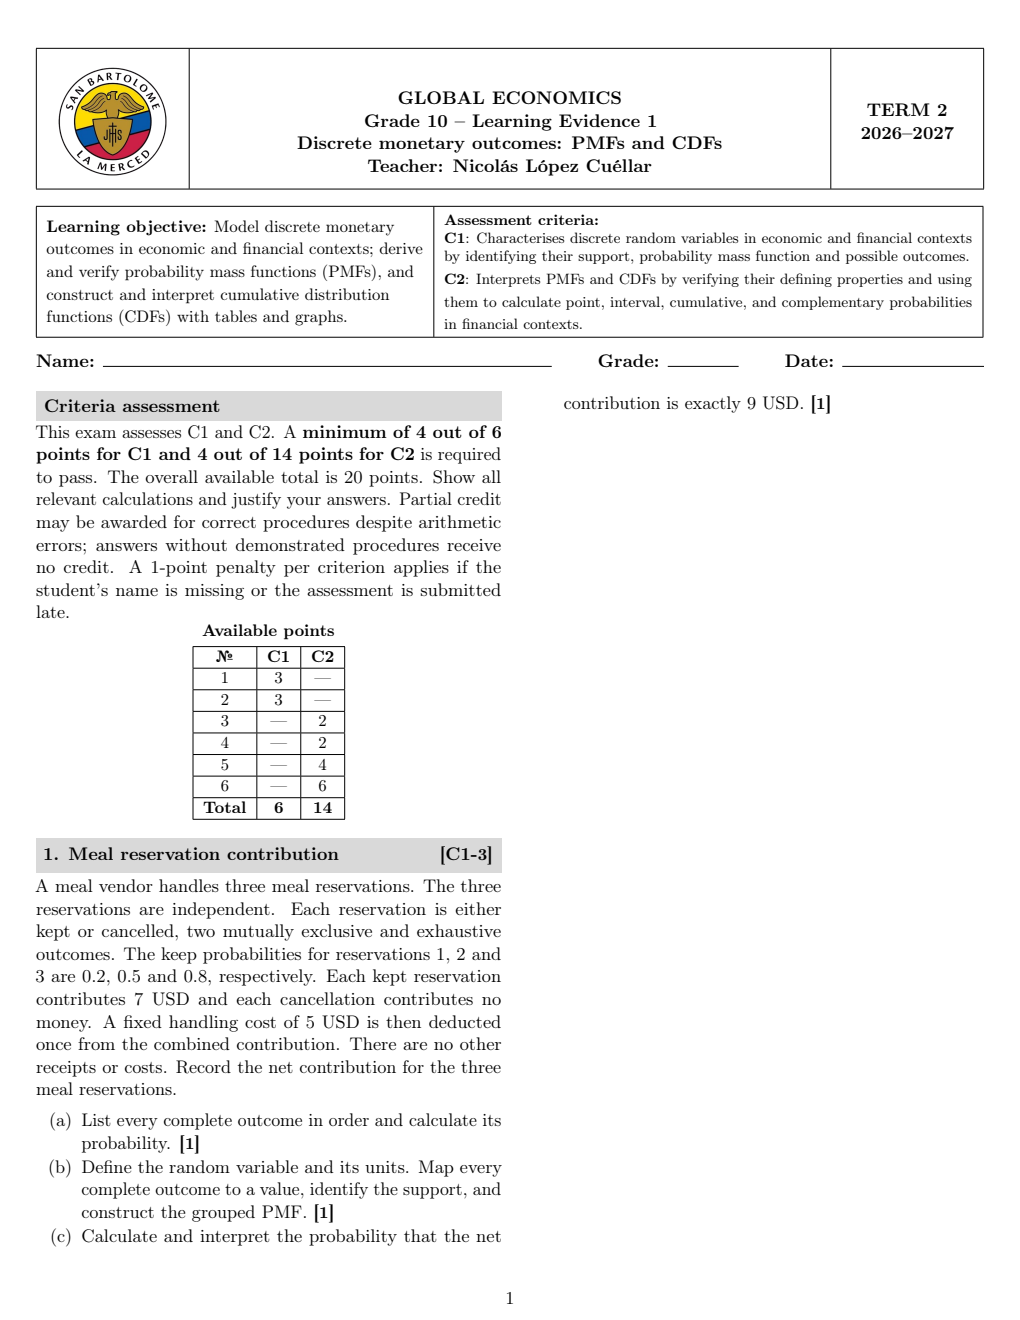 SAN BARTOLOME
LA MERCED
JHS
GLOBAL ECONOMICS
Grade 10 – Learning Evidence 1
Discrete monetary outcomes: PMFs and CDFs
Teacher: Nicolás López Cuéllar
TERM 2
2026–2027
Learning objective: Model discrete monetary
outcomes in economic and financial contexts; derive
and verify probability mass functions (PMFs), and
construct and interpret cumulative distribution
functions (CDFs) with tables and graphs.
Assessment criteria:
C1: Characterises discrete random variables in economic and financial contexts
by identifying their support, probability mass function and possible outcomes.
C2: Interprets PMFs and CDFs by verifying their defining properties and using
them to calculate point, interval, cumulative, and complementary probabilities
in financial contexts.
Name: Grade: Date:
Criteria assessment
This exam assesses C1 and C2. A minimum of 4 out of 6
points for C1 and 4 out of 14 points for C2 is required
to pass. The overall available total is 20 points. Show all
relevant calculations and justify your answers. Partial credit
may be awarded for correct procedures despite arithmetic
errors; answers without demonstrated procedures receive
no credit. A 1-point penalty per criterion applies if the
student's name is missing or the assessment is submitted
late.
Available points
№ C1 C2
1 3 —
2 3 —
3 — 2
4 — 2
5 — 4
6 — 6
Total 6 14
1. Meal reservation contribution [C1-3]
A meal vendor handles three meal reservations. The three
reservations are independent. Each reservation is either
kept or cancelled, two mutually exclusive and exhaustive
outcomes. The keep probabilities for reservations 1, 2 and
3 are 0.2, 0.5 and 0.8, respectively. Each kept reservation
contributes 7 USD and each cancellation contributes no
money. A fixed handling cost of 5 USD is then deducted
once from the combined contribution. There are no other
receipts or costs. Record the net contribution for the three
meal reservations.
(a) List every complete outcome in order and calculate its
probability. [1]
(b) Define the random variable and its units. Map every
complete outcome to a value, identify the support, and
construct the grouped PMF. [1]
(c) Calculate and interpret the probability that the net
contribution is exactly 9 USD. [1]
1